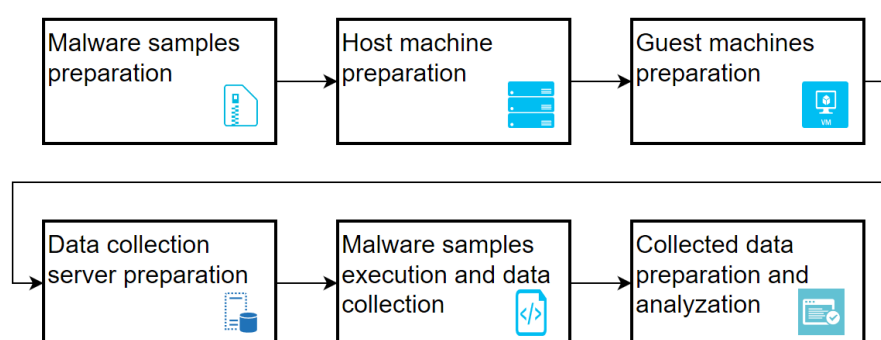 Malware samples
preparation
Host machine
preparation
Guest machines
preparation
VM
Data collection
server preparation
Malware samples
execution and data
collection
Collected data
preparation and
analyzation